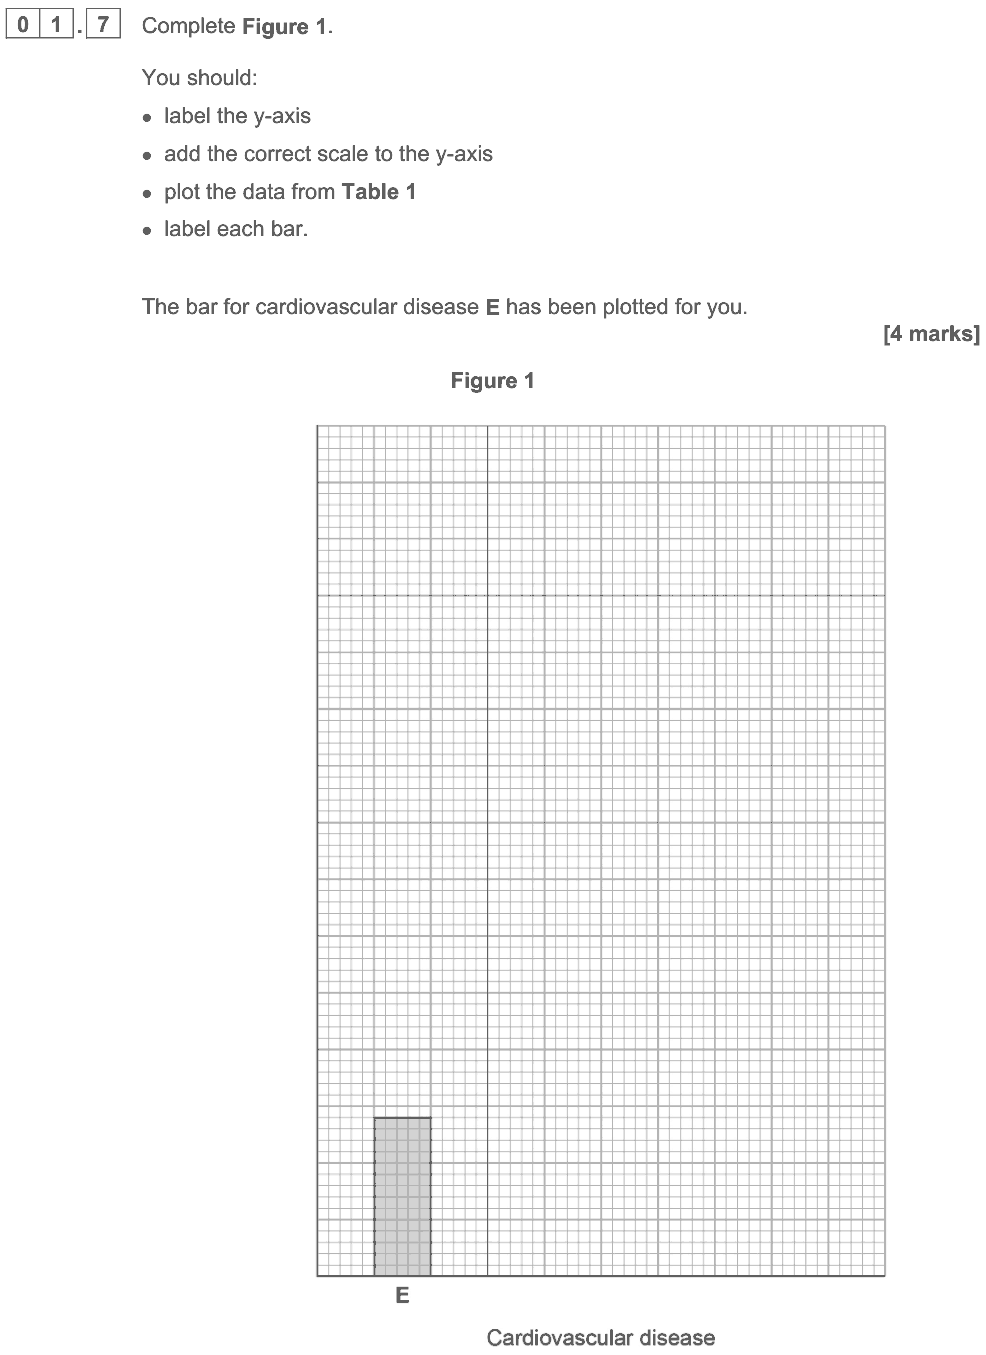 0 1 . 7 Complete Figure 1.
You should:
• label the y-axis
• add the correct scale to the y-axis
• plot the data from Table 1
• label each bar.
The bar for cardiovascular disease E has been plotted for you.
[4 marks]
Figure 1
E
Cardiovascular disease